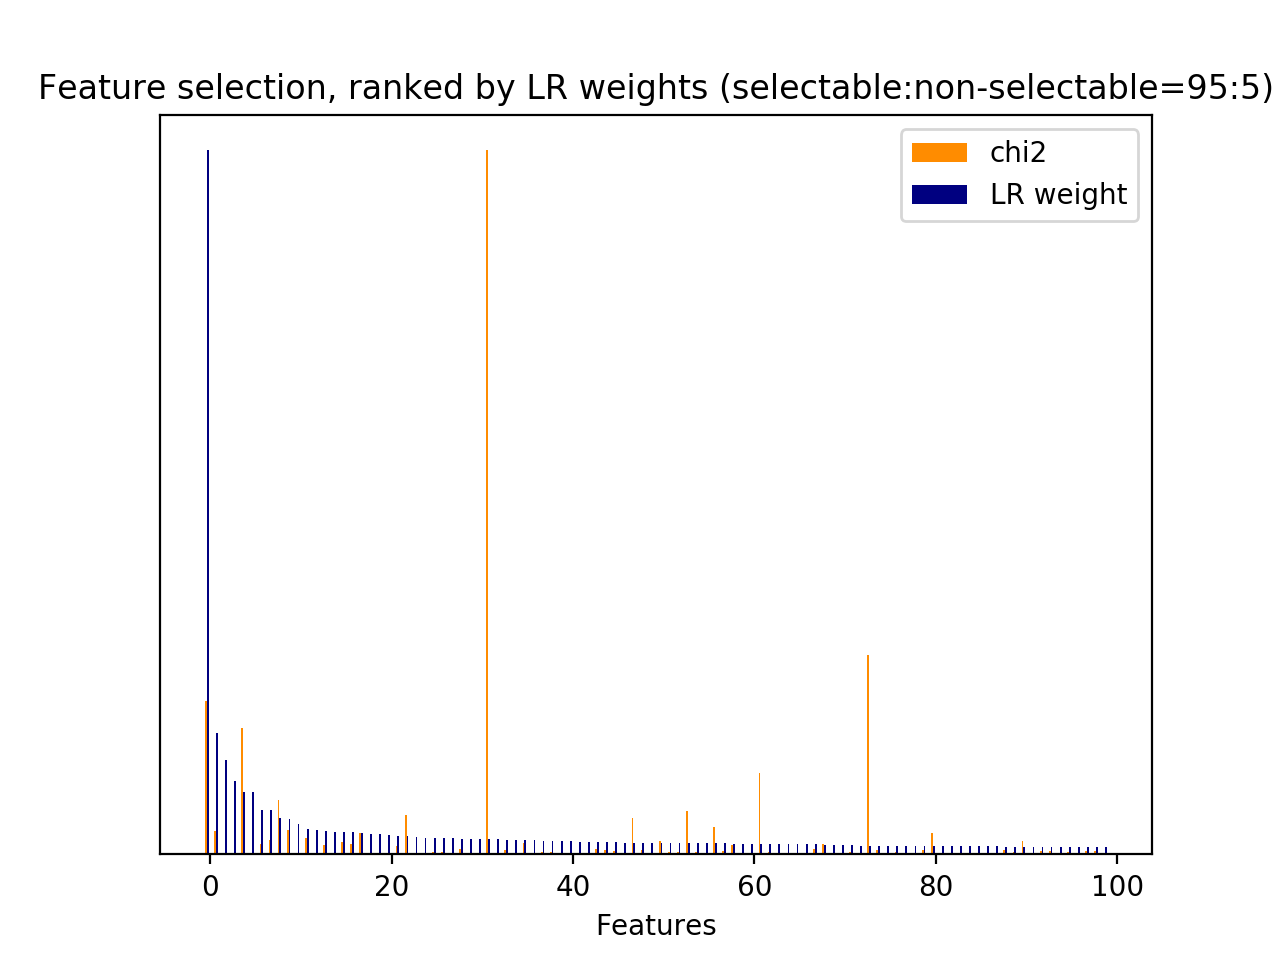 Feature selection, ranked by LR weights (selectable:non-selectable=95:5)
chi2
LR weight
0 20 40 60 80 100
Features